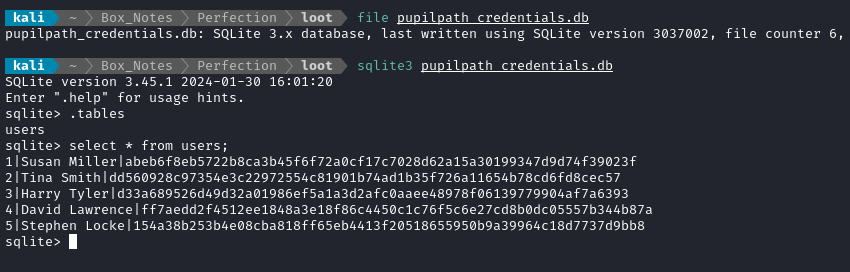 kali ~ Box_Notes Perfection loot file pupilpath_credentials.db
pupilpath_credentials.db: SQLite 3.x database, last written using SQLite version 3037002, file counter 6,
kali ~ Box_Notes Perfection loot sqlite3 pupilpath_credentials.db
SQLite version 3.45.1 2024-01-30 16:01:20
Enter ".help" for usage hints.
sqlite> .tables
users
sqlite> select * from users;
1|Susan Miller|abeb6f8eb5722b8ca3b45f6f72a0cf17c7028d62a15a30199347d9d74f39023f
2|Tina Smith|dd560928c97354e3c22972554c81901b74ad1b35f726a11654b78cd6fd8cec57
3|Harry Tyler|d33a689526d49d32a01986ef5a1a3d2afc0aaee48978f06139779904af7a6393
4|David Lawrence|ff7aedd2f4512ee1848a3e18f86c4450c1c76f5c6e27cd8b0dc05557b344b87a
5|Stephen Locke|154a38b253b4e08cba818ff65eb4413f20518655950b9a39964c18d7737d9bb8
sqlite>